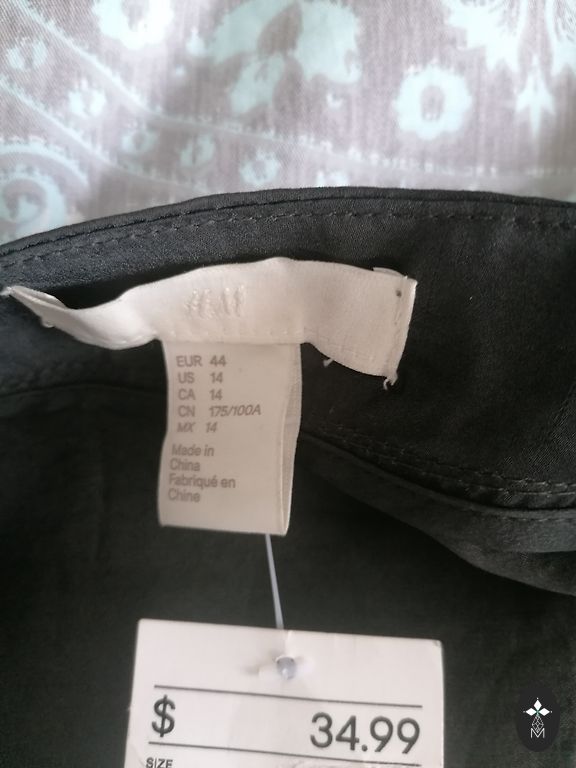 H&M
EUR 44
US 14
CA 14
CN 175/100A
MX 14
Made in
China
Fabriqué en
Chine
$ 34.99
SIZE
M